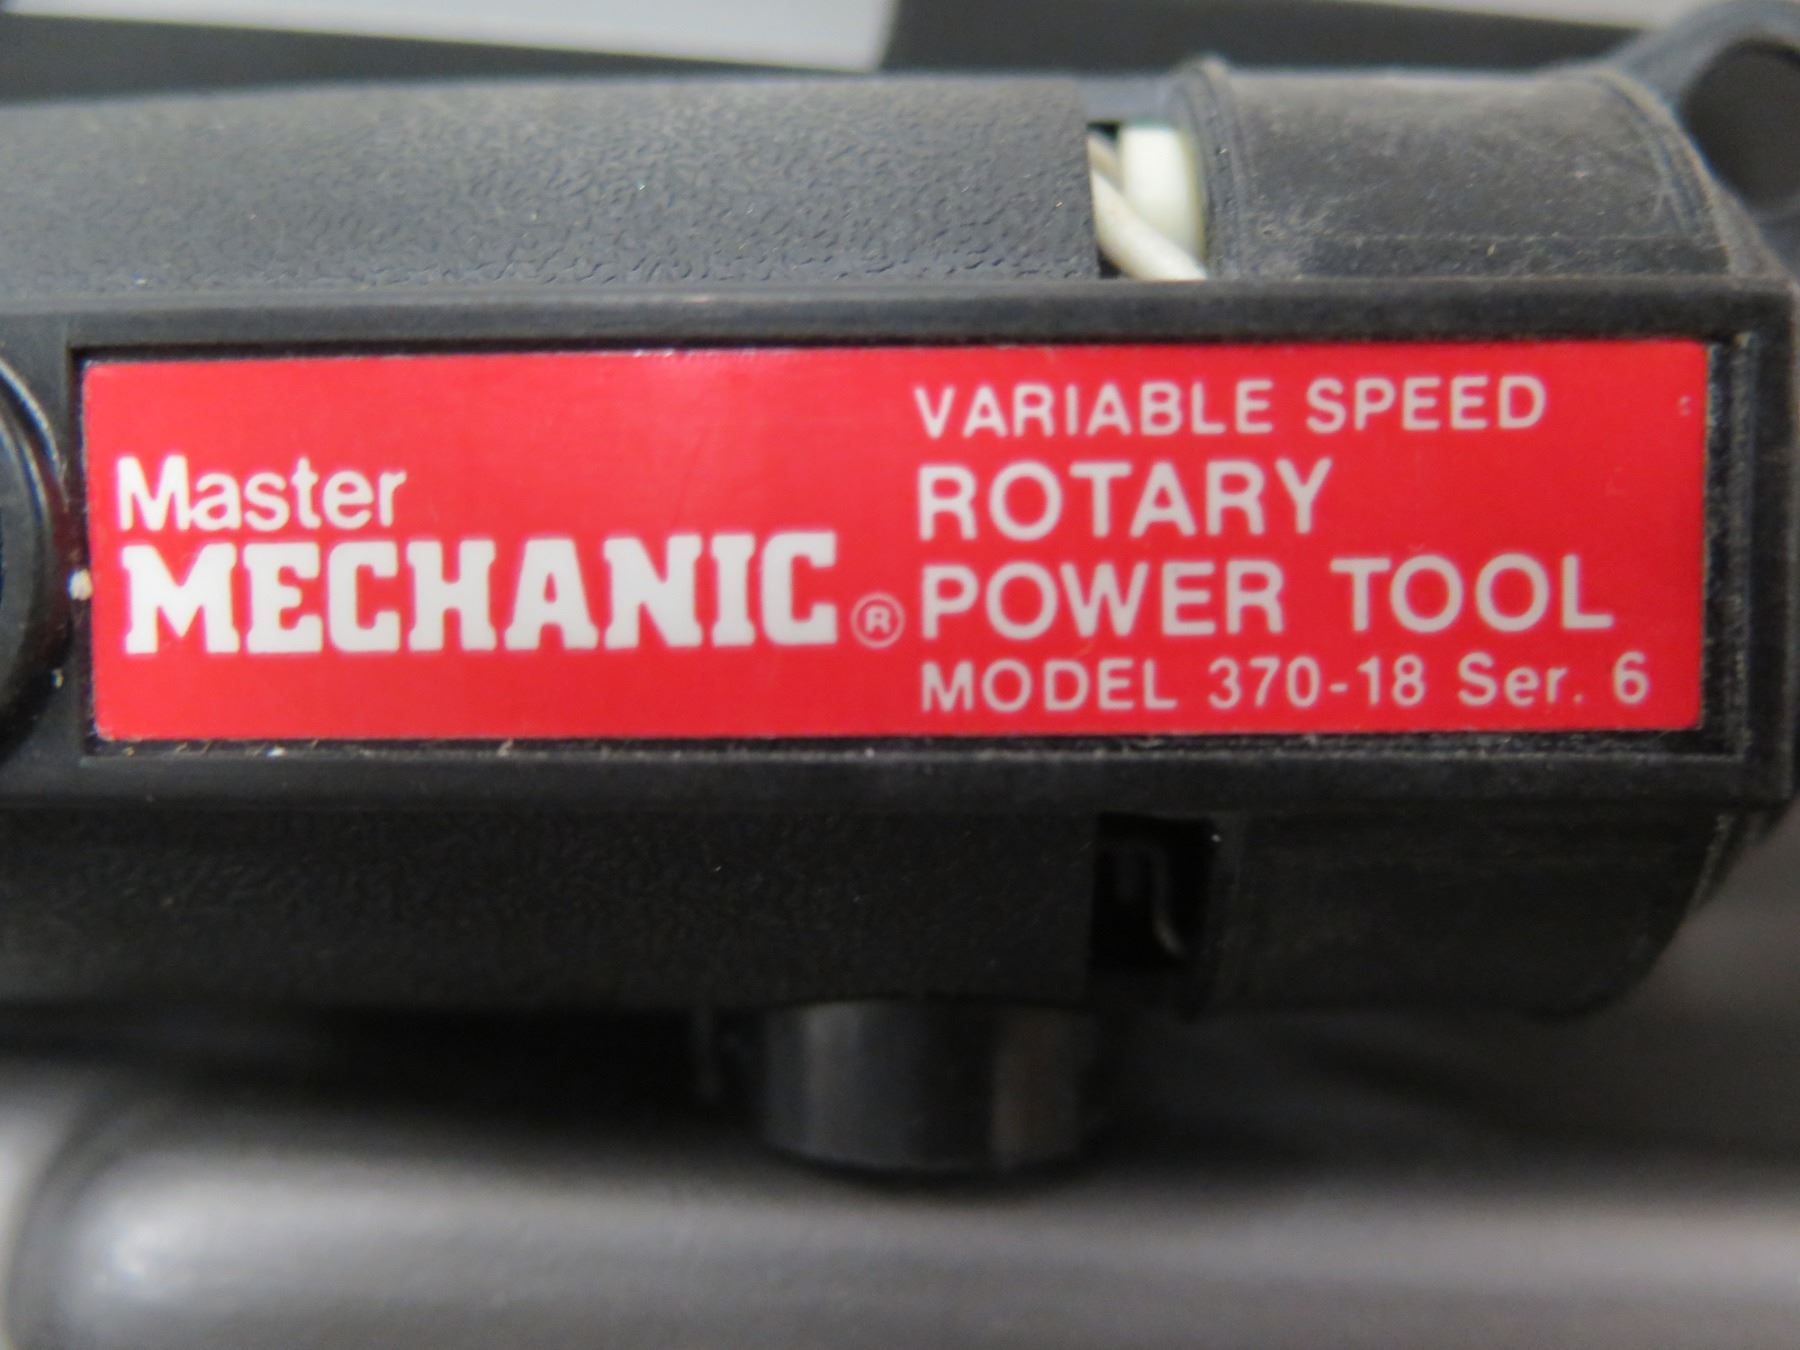 Master
MECHANIC®
VARIABLE SPEED
ROTARY
POWER TOOL
MODEL 370-18 Ser. 6